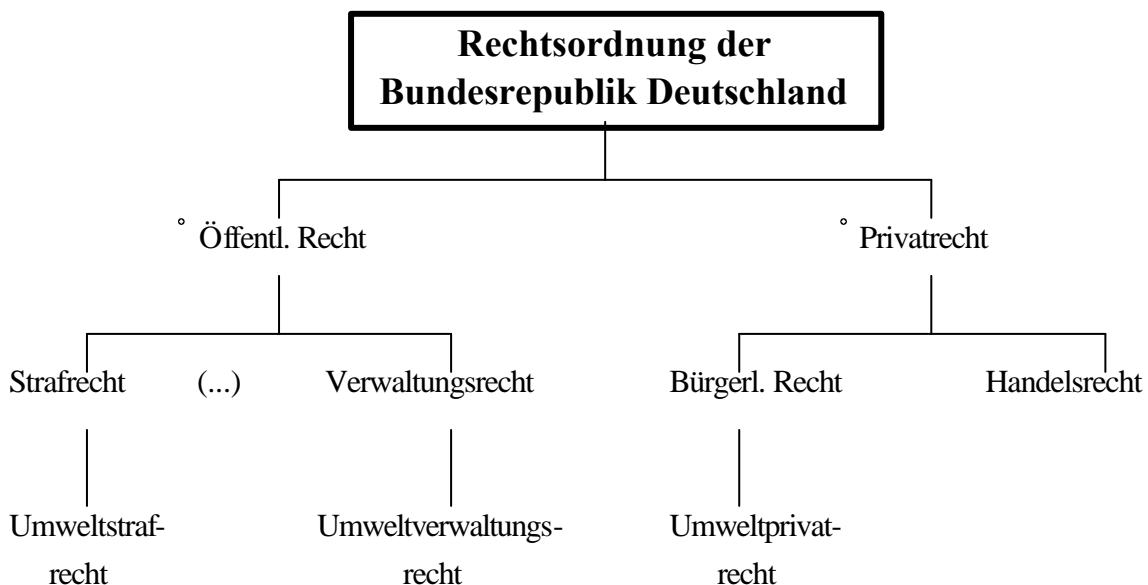 Rechtsordnung der
Bundesrepublik Deutschland
° Öffentl. Recht
° Privatrecht
Strafrecht (...) Verwaltungsrecht Bürgerl. Recht Handelsrecht
Umweltstraf-
recht
Umweltverwaltungs-
recht
Umweltprivat-
recht